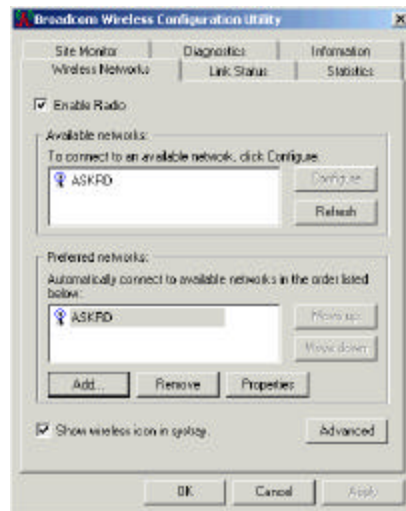 Broadcom Wireless Configuration Utility
Site Monitor Diagnostics Information
Wireless Networks Link Status Statistics
Enable Radio
Available networks:
To connect to an available network, click Configure.
ASKRD
Configure
Refresh
Preferred networks:
Automatically connect to available networks in the order listed
below:
ASKRD
Move up
Move down
Add... Remove Properties
Show wireless icon in systray.
Advanced
OK Cancel Apply